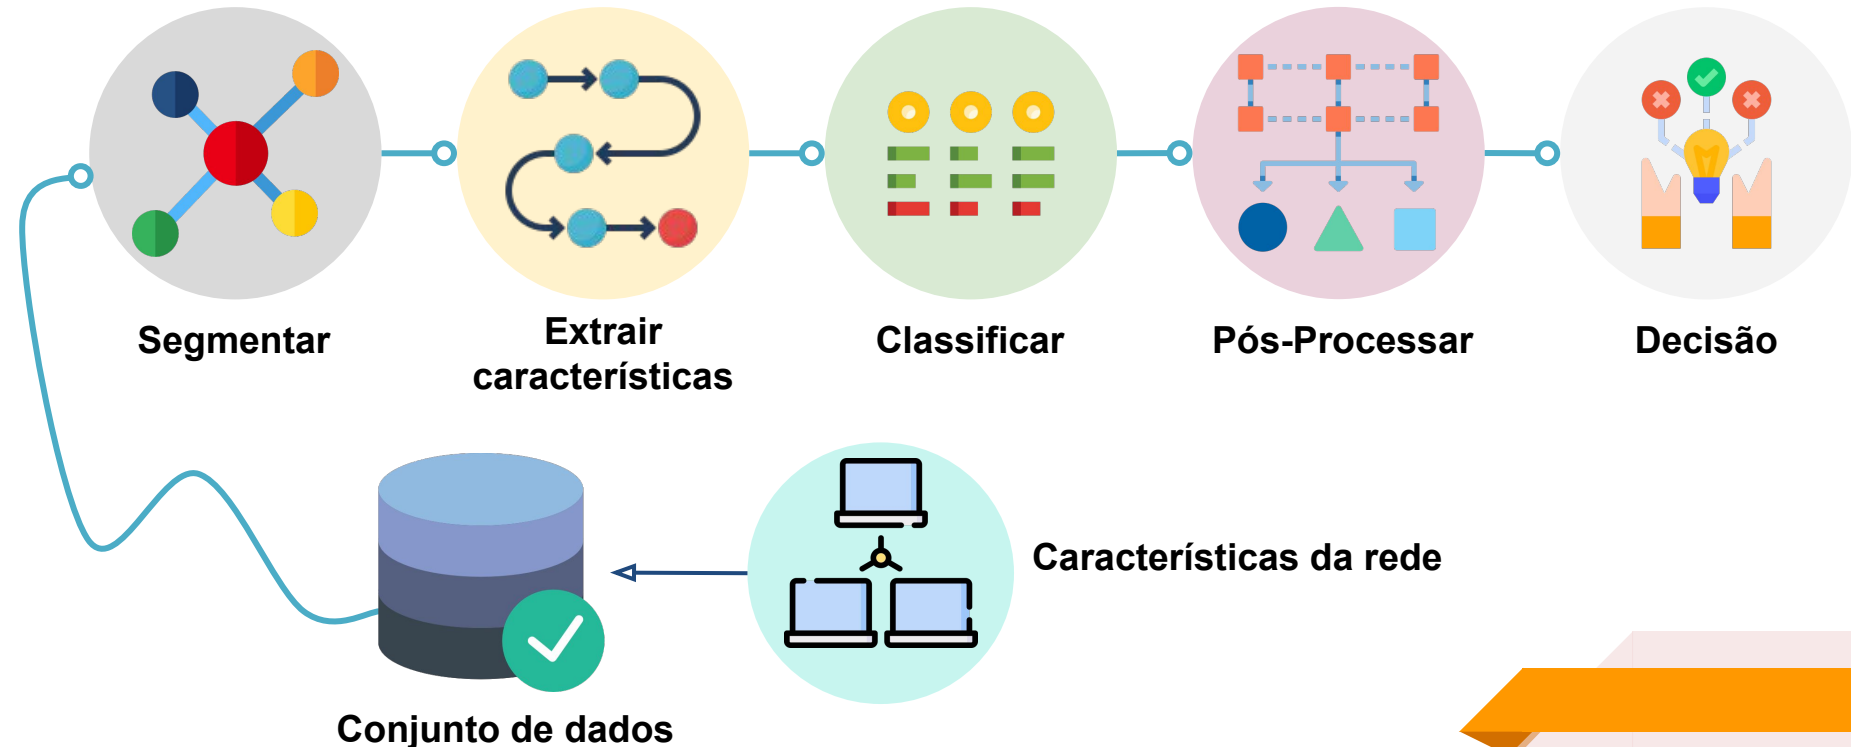 Segmentar
Extrair
características
Classificar
Pós-Processar
Decisão
Características da rede
Conjunto de dados